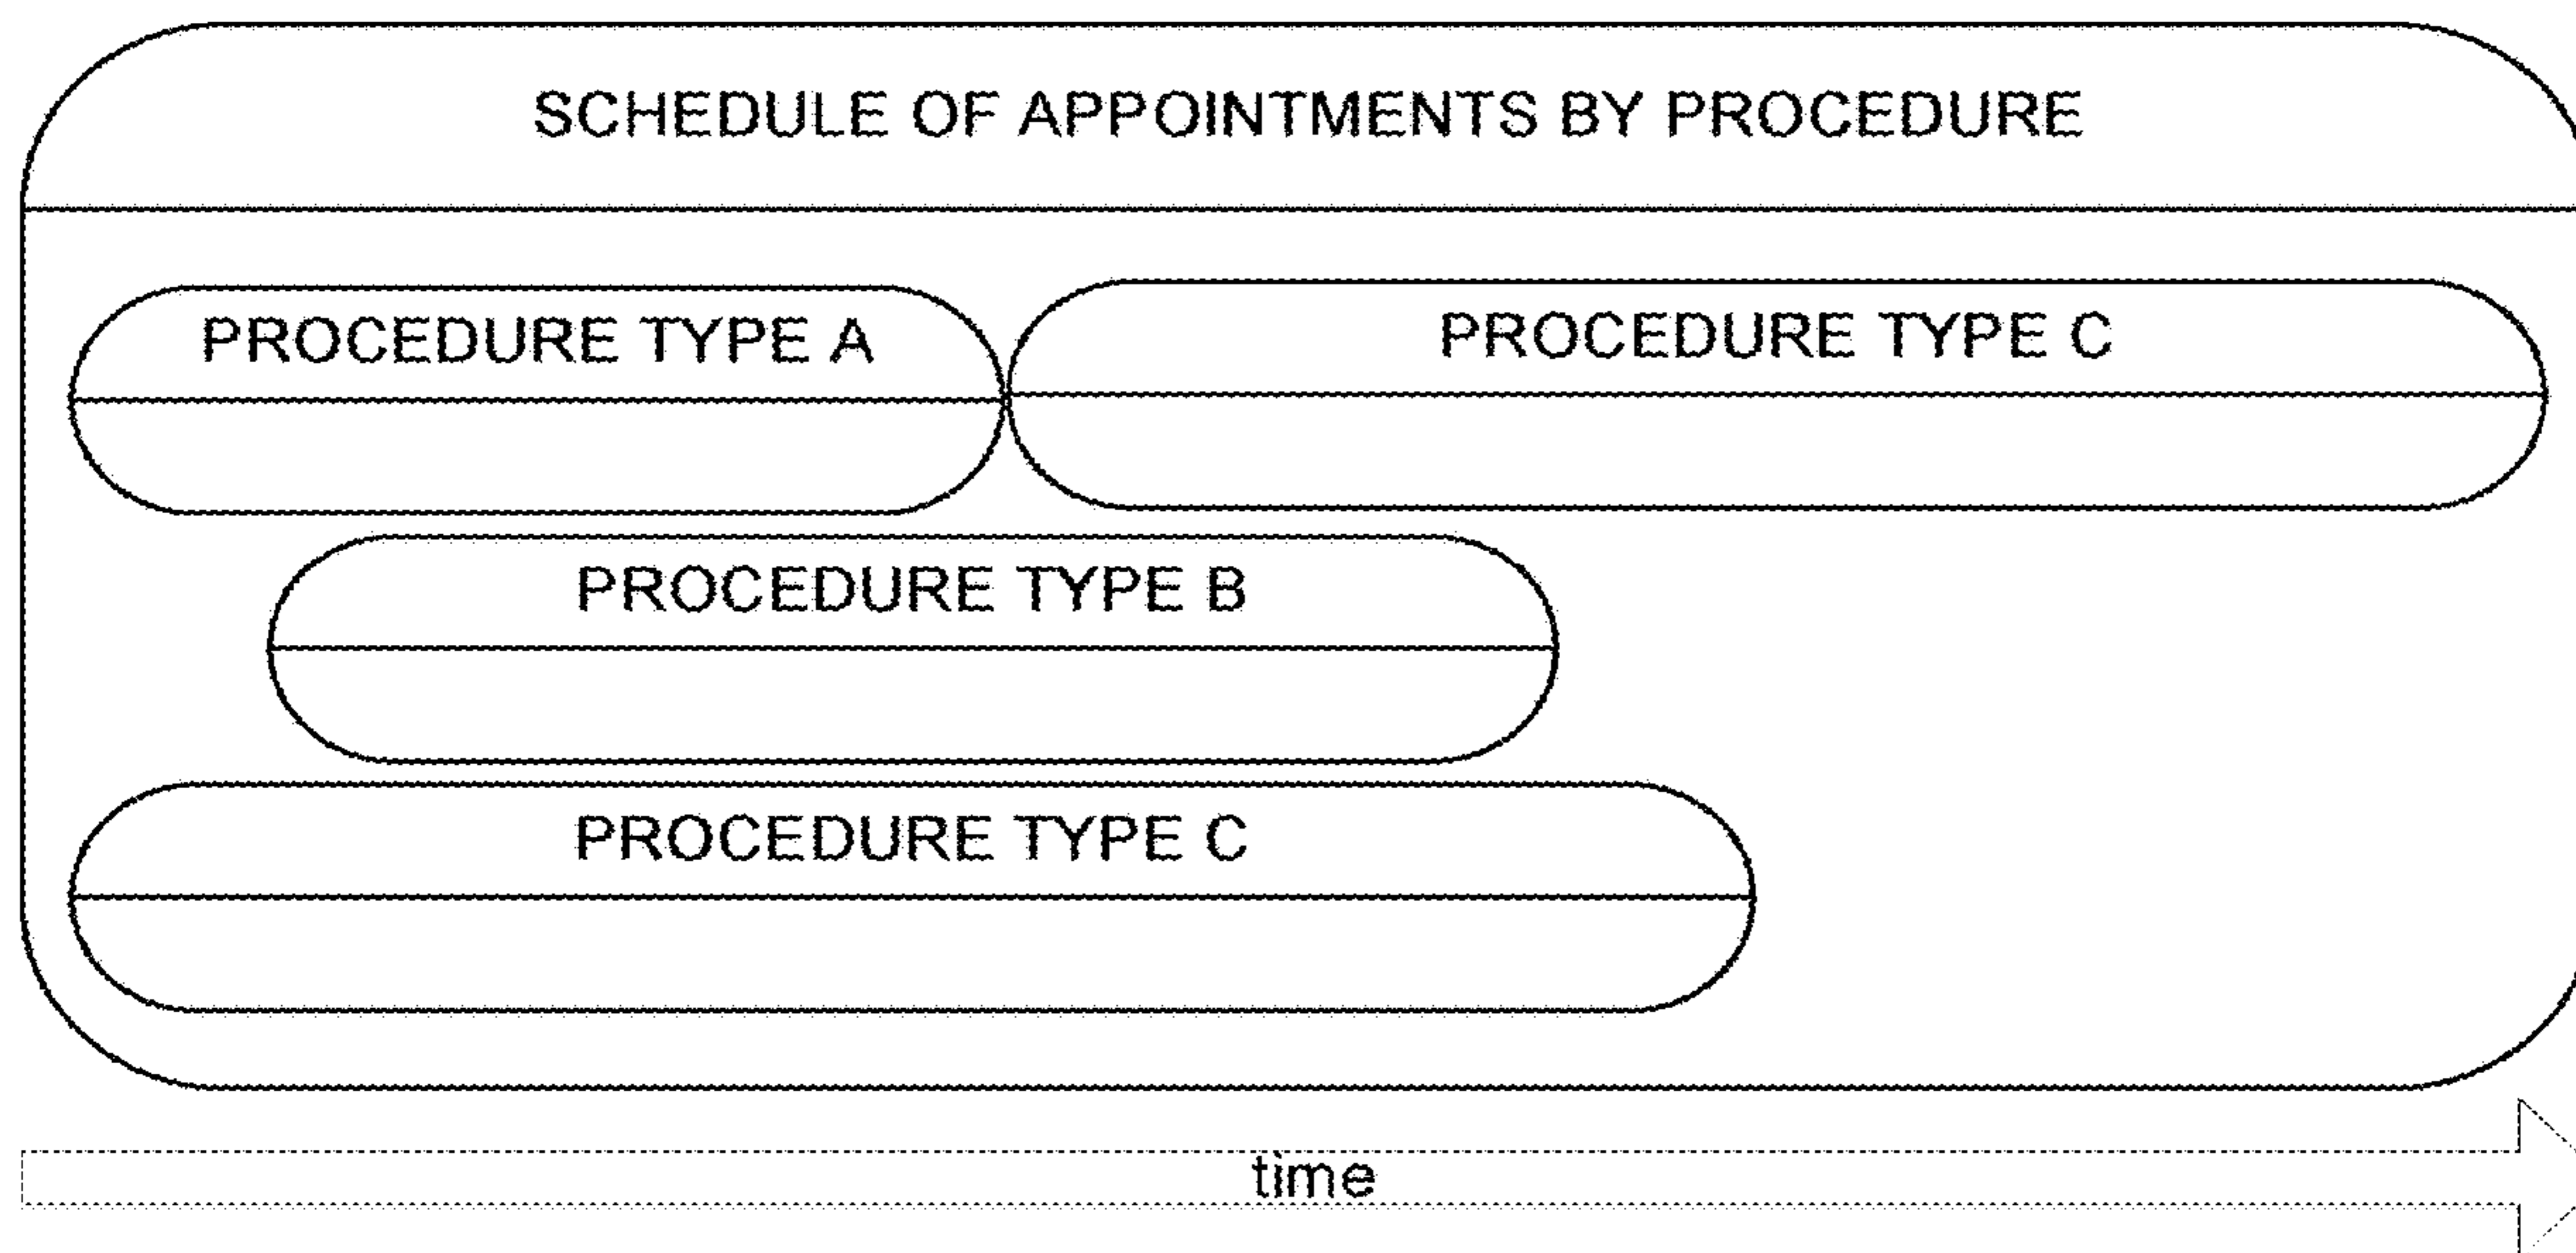 SCHEDULE OF APPOINTMENTS BY PROCEDURE
PROCEDURE TYPE A
PROCEDURE TYPE C
PROCEDURE TYPE B
PROCEDURE TYPE C
time